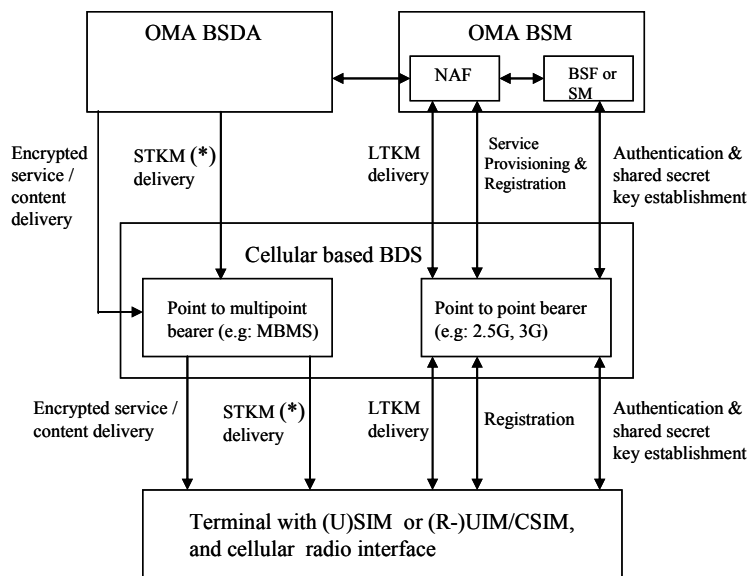 OMA BSDA
OMA BSM
NAF
BSF or
SM
Encrypted
service /
content
delivery
STKM (*)
delivery
LTKM
delivery
Service
Provisioning &
Registration
Authentication &
shared secret
key establishment
Cellular based BDS
Point to multipoint
bearer (e.g: MBMS)
Point to point bearer
(e.g: 2.5G, 3G)
Encrypted service /
content delivery
STKM (*)
delivery
LTKM
delivery
Registration
Authentication &
shared secret
key establishment
Terminal with (U)SIM or (R-)UIM/CSIM,
and cellular radio interface